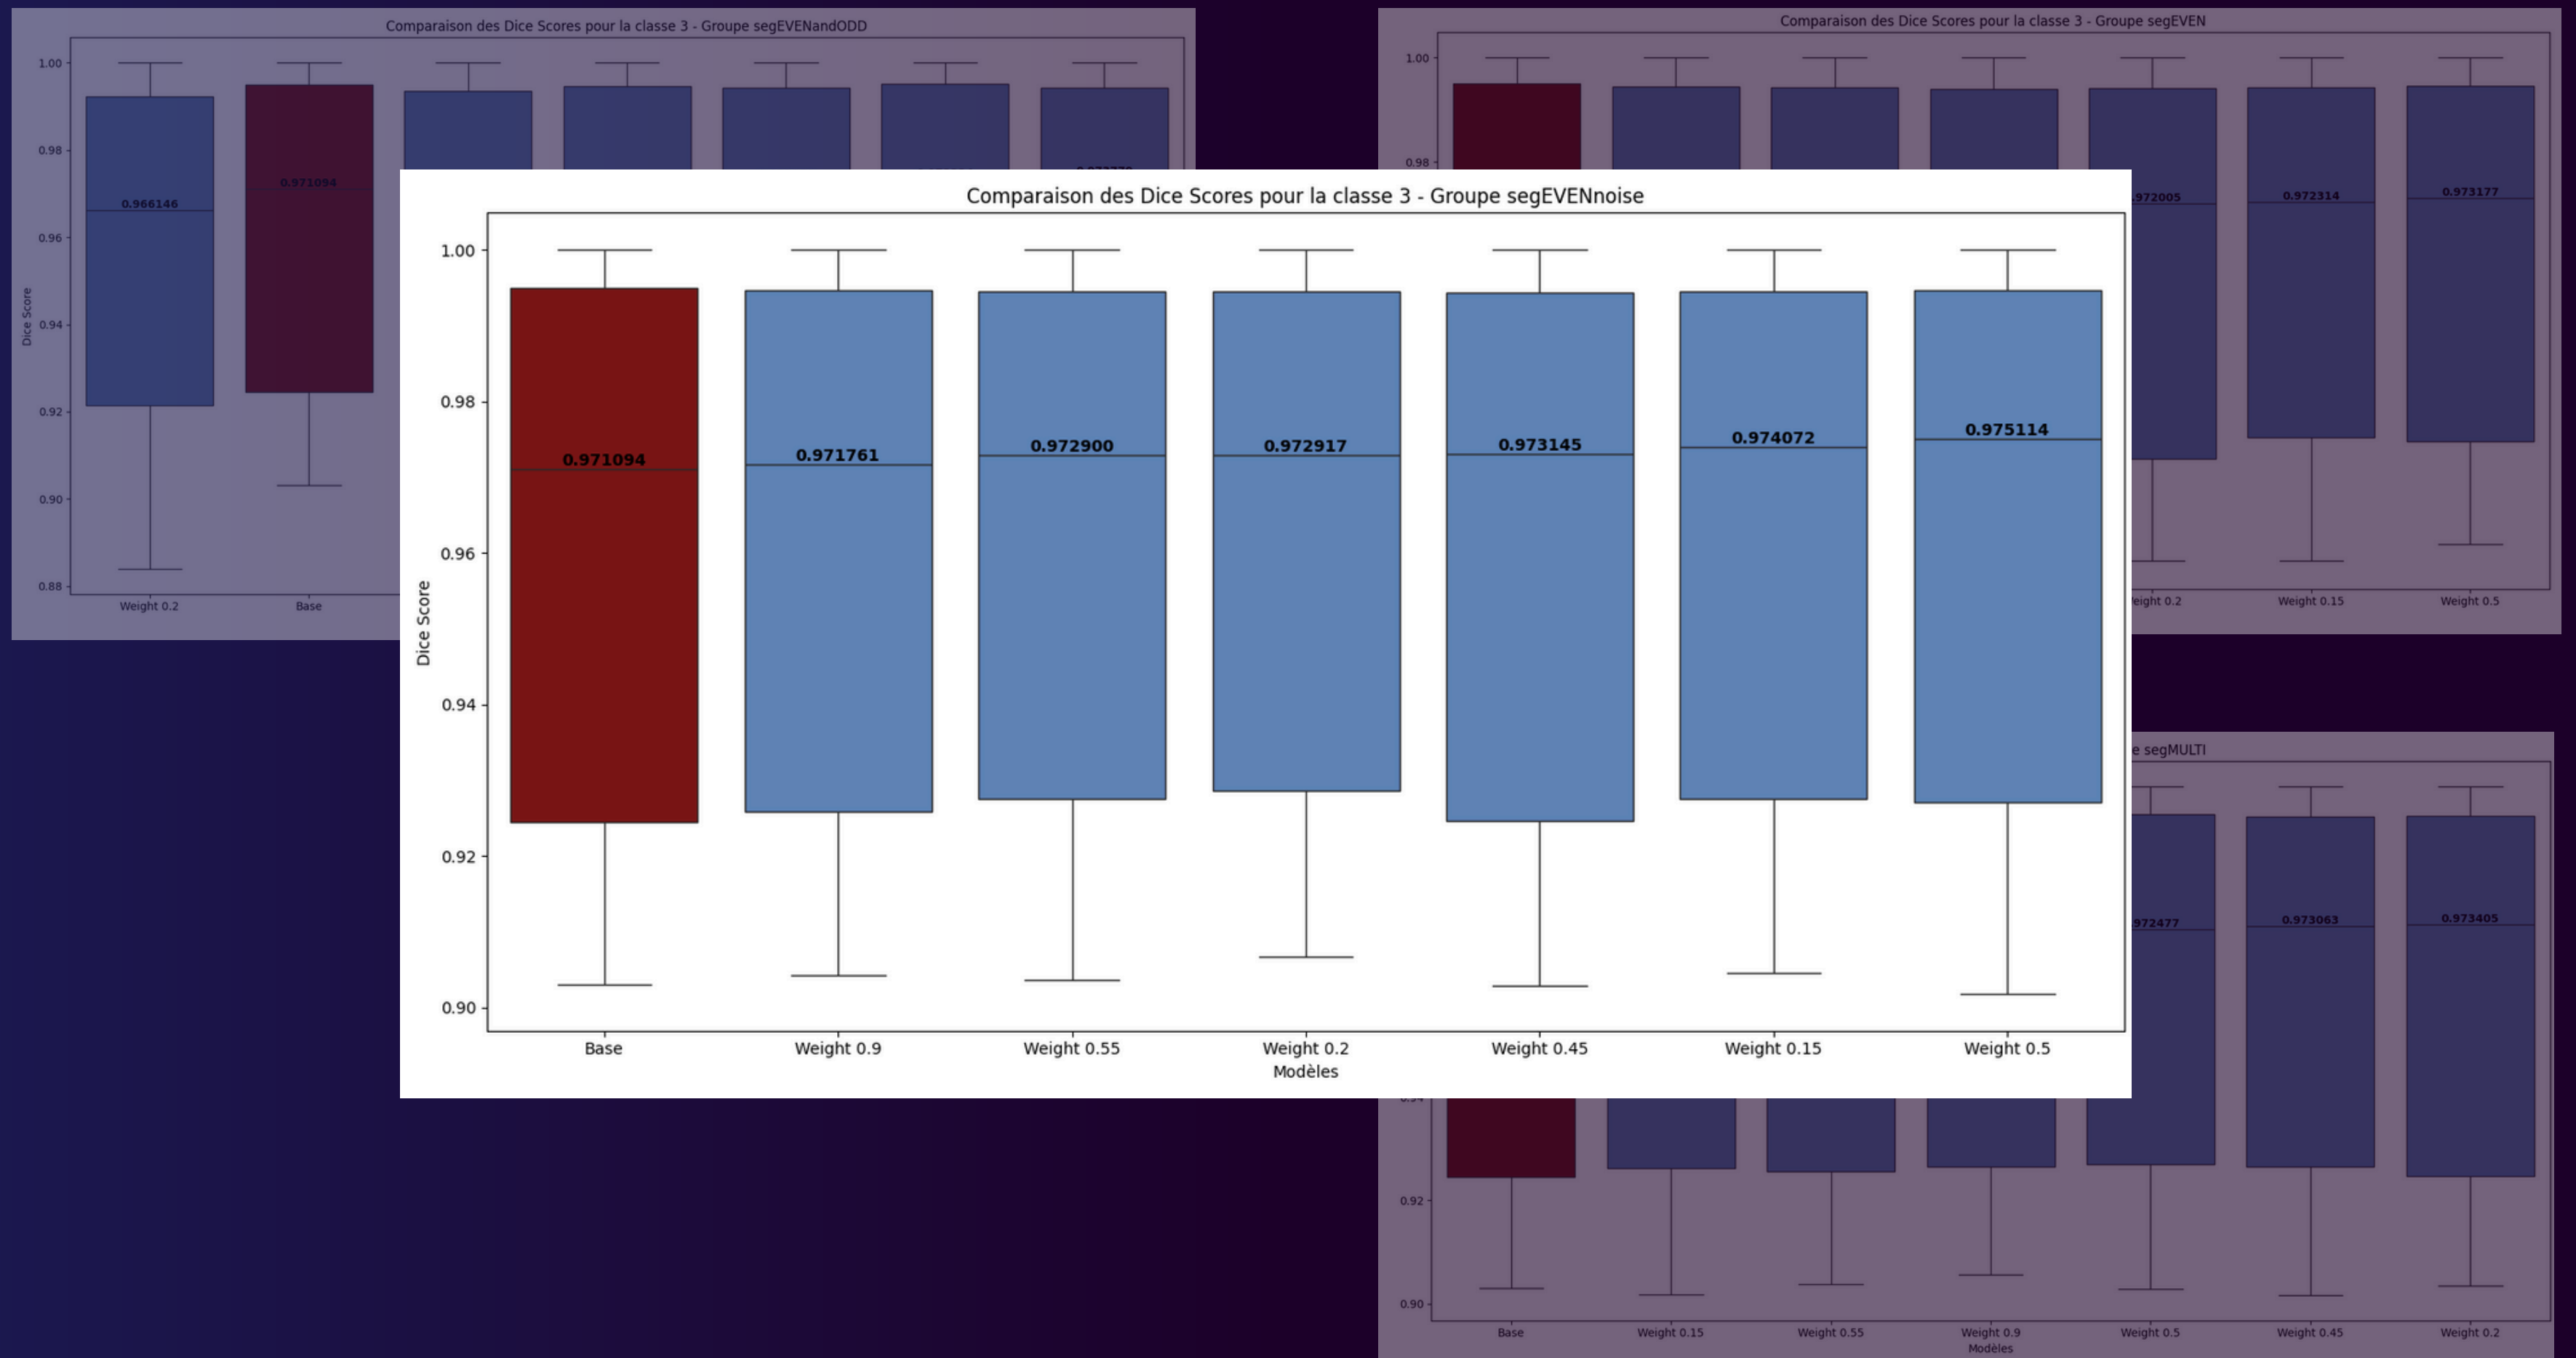 Comparaison des Dice Scores pour la classe 3 - Groupe segEVENandODD
1.00
0.98
0.96
0.94
0.92
0.90
0.88
Dice Score
0.966146
0.971094
Weight 0.2
Base
Comparaison des Dice Scores pour la classe 3 - Groupe segEVEN
1.00
0.98
.972005
0.972314
0.973177
Weight 0.2
Weight 0.15
Weight 0.5
Comparaison des Dice Scores pour la classe 3 - Groupe segEVENnoise
1.00
0.98
0.96
0.94
0.92
0.90
Dice Score
0.971094
0.971761
0.972900
0.972917
0.973145
0.974072
0.975114
Base
Weight 0.9
Weight 0.55
Weight 0.2
Weight 0.45
Weight 0.15
Weight 0.5
Modèles
e segMULTI
.972477
0.973063
0.973405
0.92
0.90
Base
Weight 0.15
Weight 0.55
Weight 0.9
Weight 0.5
Weight 0.45
Weight 0.2
Modèles